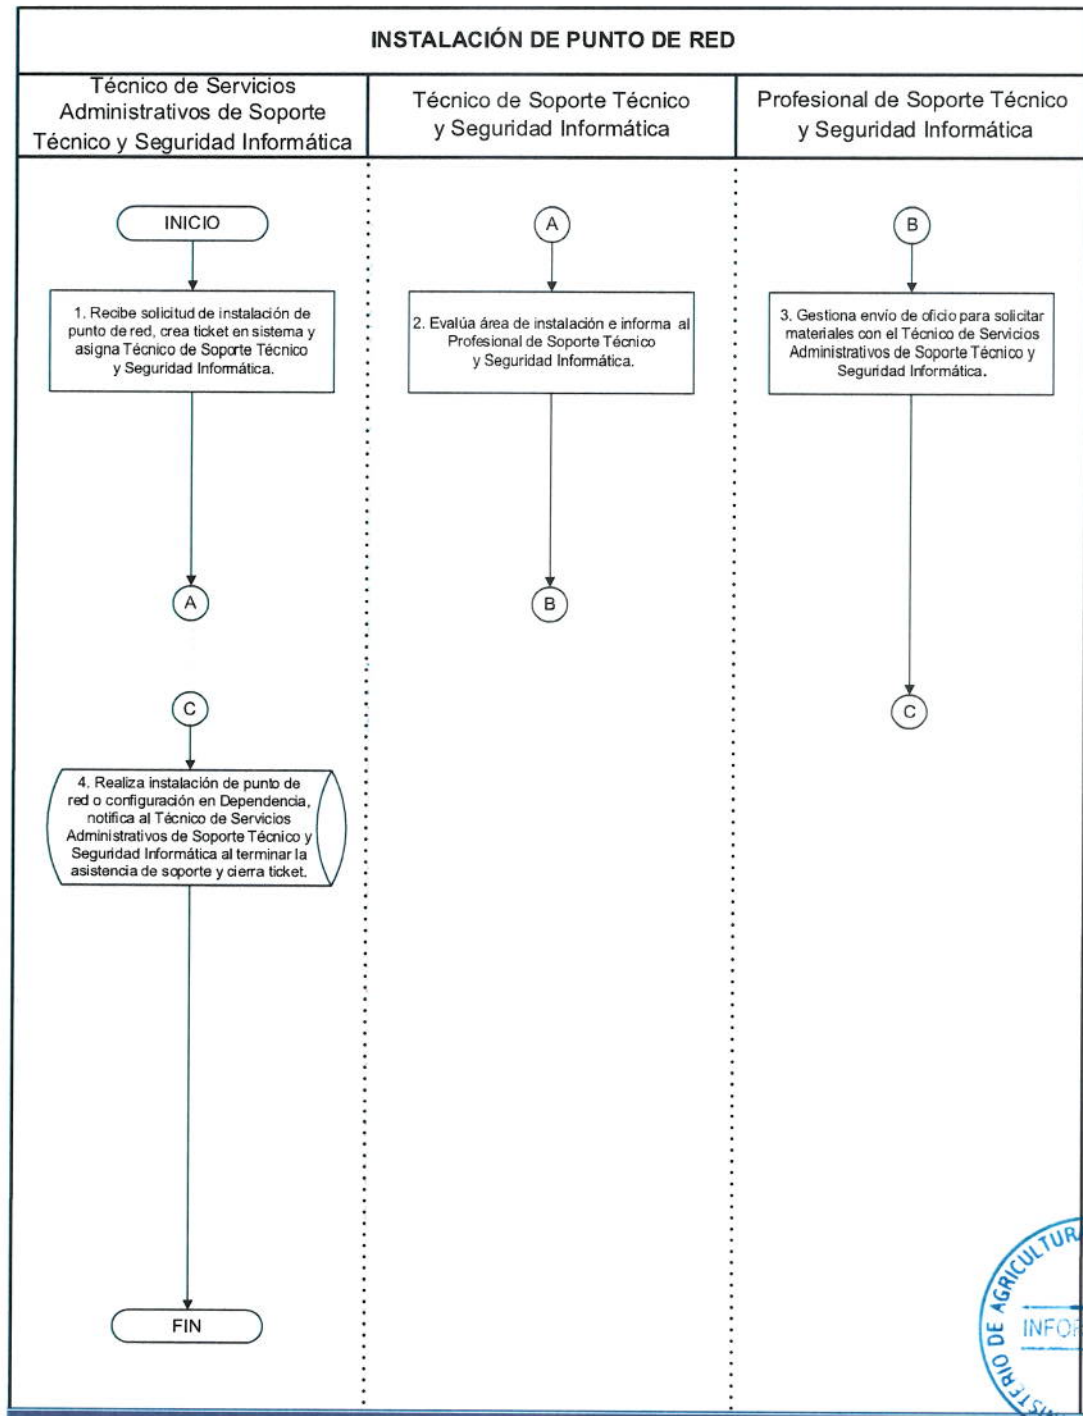 INSTALACIÓN DE PUNTO DE RED
Técnico de Servicios
Administrativos de Soporte
Técnico y Seguridad Informática
Técnico de Soporte Técnico
y Seguridad Informática
Profesional de Soporte Técnico
y Seguridad Informática
INICIO
1. Recibe solicitud de instalación de
punto de red, crea ticket en sistema y
asigna Técnico de Soporte Técnico
y Seguridad Informática.
A
A
2. Evalúa área de instalación e informa al
Profesional de Soporte Técnico
y Seguridad Informática.
B
B
3. Gestiona envío de oficio para solicitar
materiales con el Técnico de Servicios
Administrativos de Soporte Técnico y
Seguridad Informática.
C
C
4. Realiza instalación de punto de
red o configuración en Dependencia,
notifica al Técnico de Servicios
Administrativos de Soporte Técnico y
Seguridad Informática al terminar la
asistencia de soporte y cierra ticket.
FIN
DE AGRICULTURA